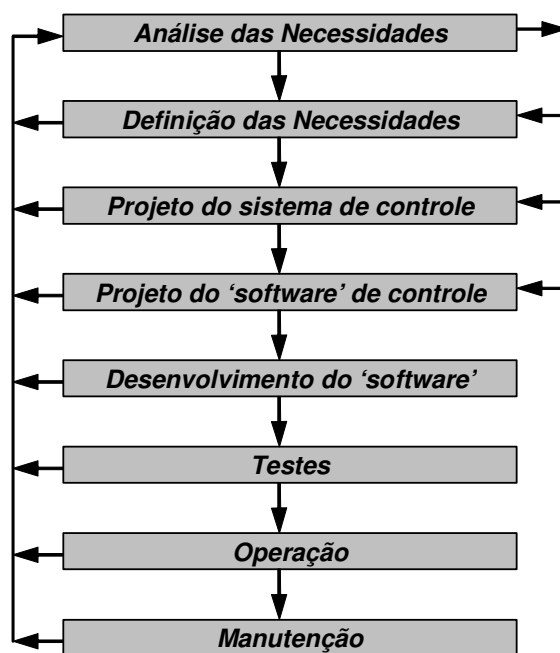 Análise das Necessidades
Definição das Necessidades
Projeto do sistema de controle
Projeto do ‘software’ de controle
Desenvolvimento do ‘software’
Testes
Operação
Manutenção